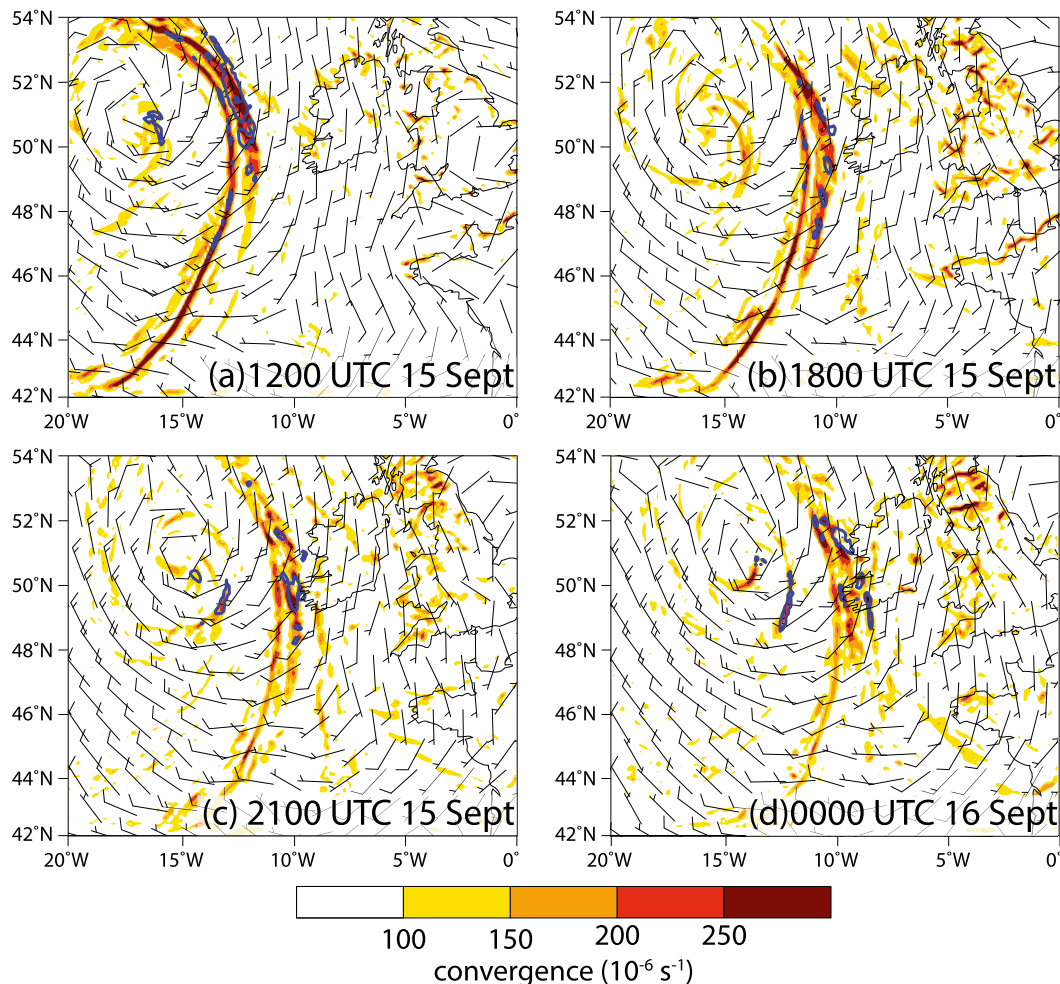 54°N
52°N
50°N
48°N
46°N
44°N
42°N
(a)1200 UTC 15 Sept
20°W 15°W 10°W 5°W 0°
54°N
52°N
50°N
48°N
46°N
44°N
42°N
(b)1800 UTC 15 Sept
20°W 15°W 10°W 5°W 0°
54°N
52°N
50°N
48°N
46°N
44°N
42°N
(c) 2100 UTC 15 Sept
20°W 15°W 10°W 5°W 0°
54°N
52°N
50°N
48°N
46°N
44°N
42°N
(d)0000 UTC 16 Sept
20°W 15°W 10°W 5°W 0°
100 150 200 250
convergence (10⁻⁶ s⁻¹)